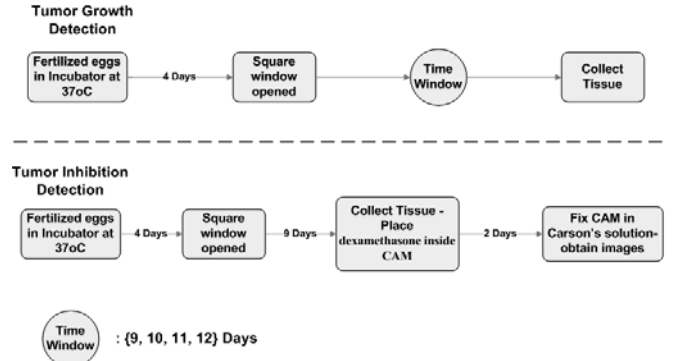 Tumor Growth
Detection
Fertilized eggs
in Incubator at
37oC
4 Days
Square
window
opened
Time
Window
Collect
Tissue
Tumor Inhibition
Detection
Fertilized eggs
in Incubator at
37oC
4 Days
Square
window
opened
9 Days
Collect Tissue -
Place
dexamethasone inside
CAM
2 Days
Fix CAM in
Carson's solution-
obtain images
Time
Window
: {9, 10, 11, 12} Days